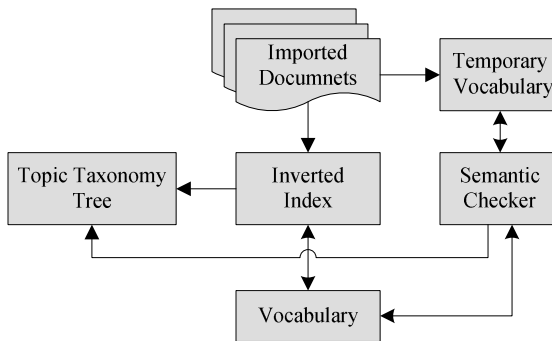 Imported
Documnets
Temporary
Vocabulary
Topic Taxonomy
Tree
Inverted
Index
Semantic
Checker
Vocabulary